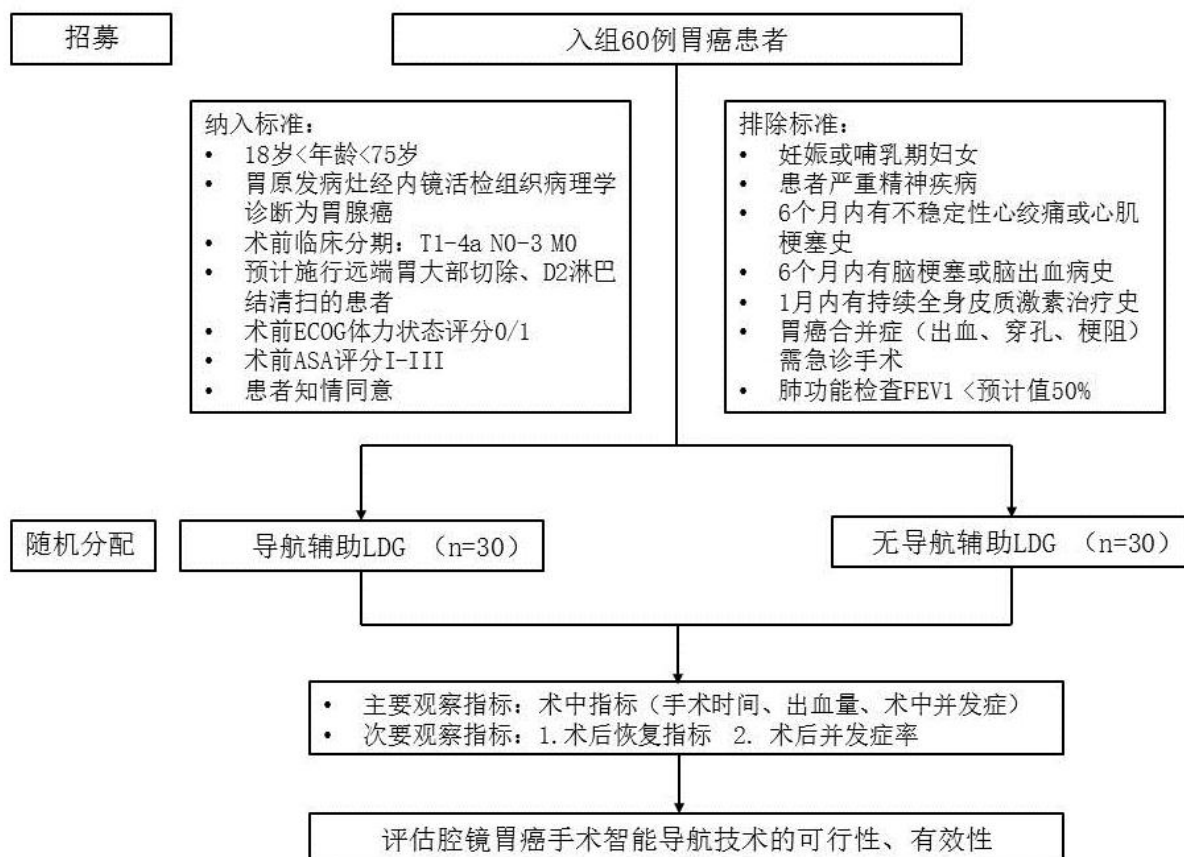 招募
入组60例胃癌患者
纳入标准：
• 18岁<年龄<75岁
• 胃原发病灶经内镜活检组织病理学
诊断为胃腺癌
• 术前临床分期：T1-4a N0-3 M0
• 预计施行远端胃大部切除、D2淋巴
结清扫的患者
• 术前ECOG体力状态评分0/1
• 术前ASA评分I-III
• 患者知情同意
排除标准：
• 妊娠或哺乳期妇女
• 患者严重精神疾病
• 6个月内有不稳定性心绞痛或心肌
梗塞史
• 6个月内有脑梗塞或脑出血病史
• 1月内有持续全身皮质激素治疗史
• 胃癌合并症（出血、穿孔、梗阻）
需急诊手术
• 肺功能检查FEV1 <预计值50%
随机分配
导航辅助LDG （n=30）
无导航辅助LDG （n=30）
• 主要观察指标：术中指标（手术时间、出血量、术中并发症）
• 次要观察指标：1.术后恢复指标 2. 术后并发症率
评估腔镜胃癌手术智能导航技术的可行性、有效性